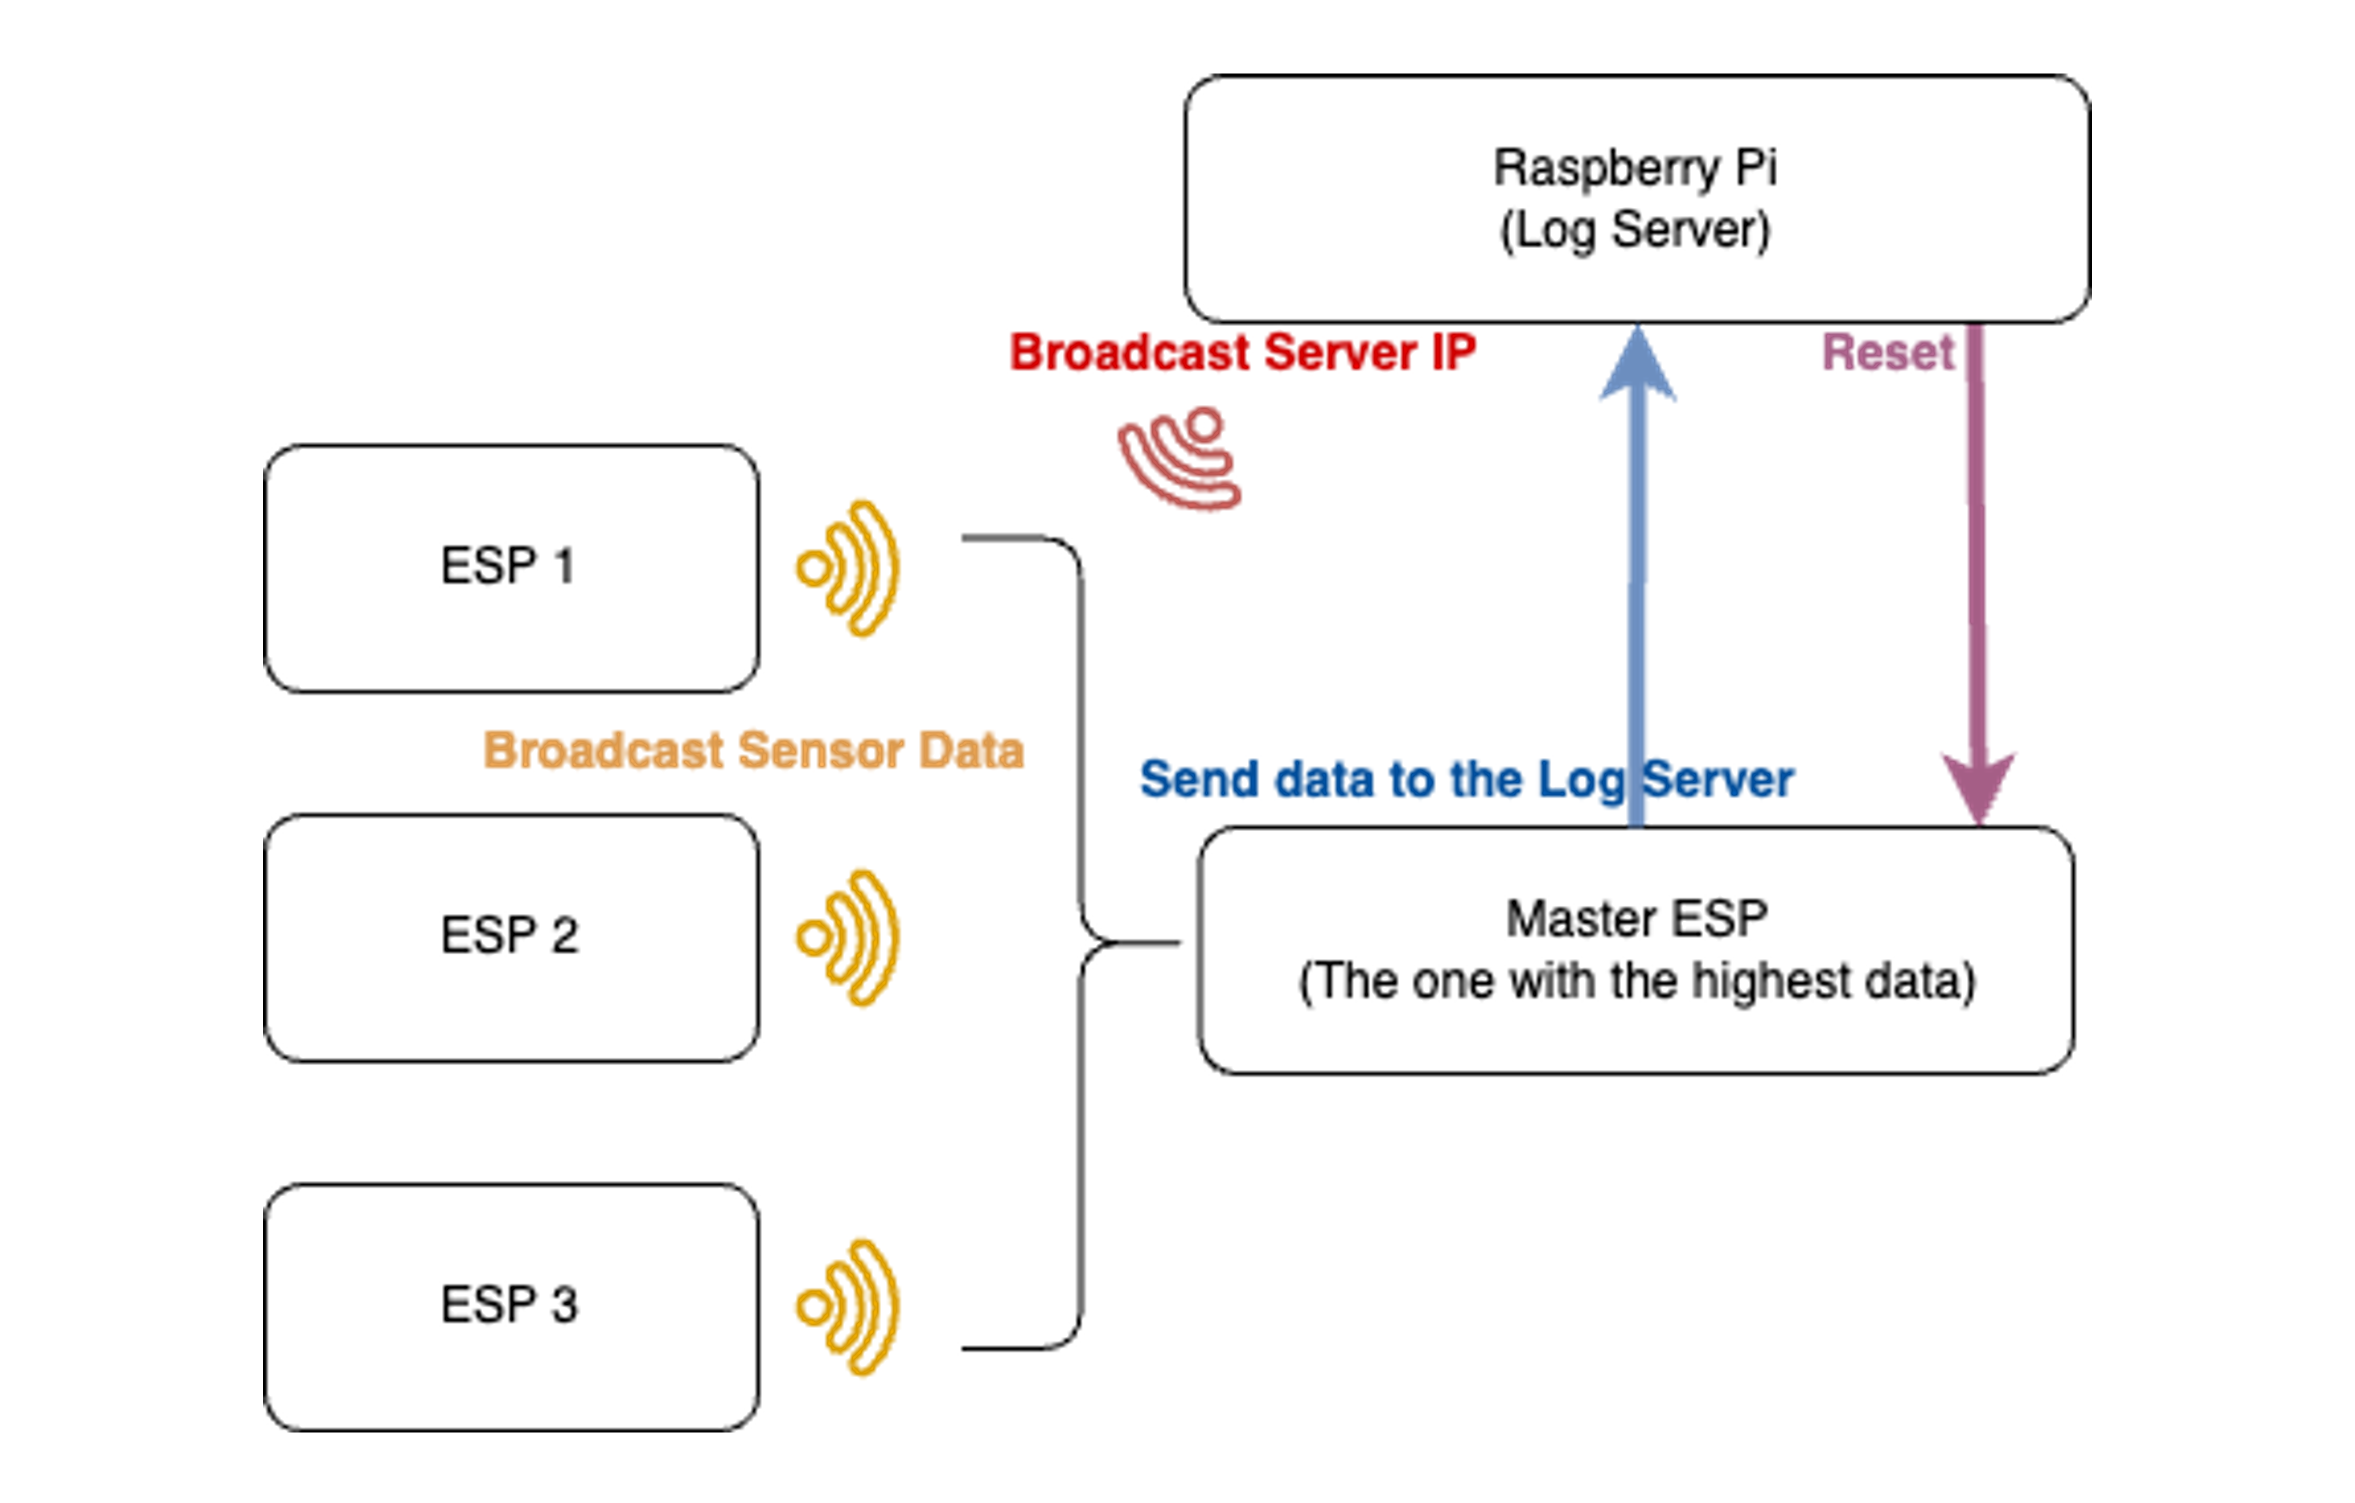 Raspberry Pi
(Log Server)
Broadcast Server IP
Reset
ESP 1
Broadcast Sensor Data
Send data to the Log Server
ESP 2
Master ESP
(The one with the highest data)
ESP 3